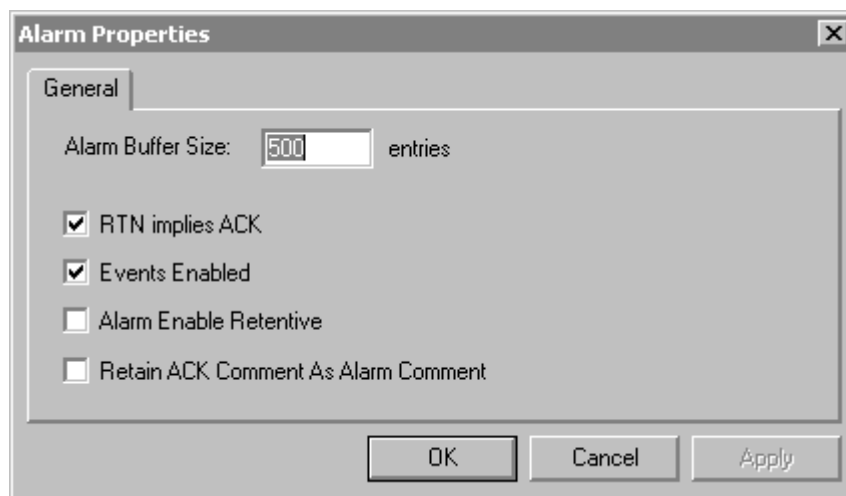 Alarm Properties
General
Alarm Buffer Size: 500 entries
RTN implies ACK
Events Enabled
Alarm Enable Retentive
Retain ACK Comment As Alarm Comment
OK Cancel Apply